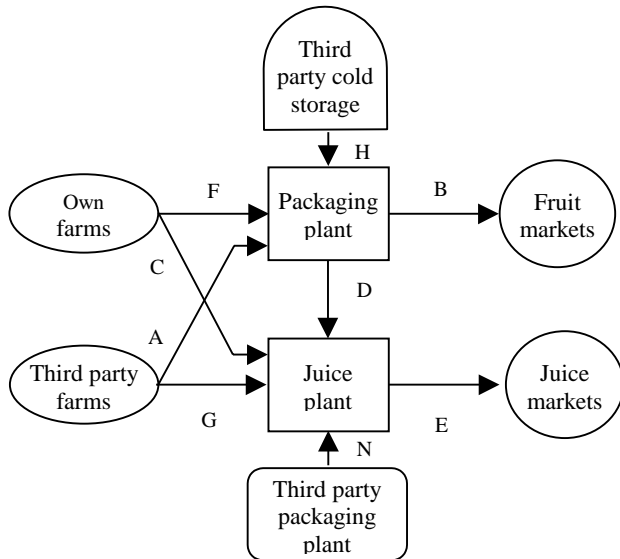 Third
party cold
storage
H
Own
farms
F
Packaging
plant
B
Fruit
markets
C
D
A
Third party
farms
G
Juice
plant
E
Juice
markets
N
Third party
packaging
plant